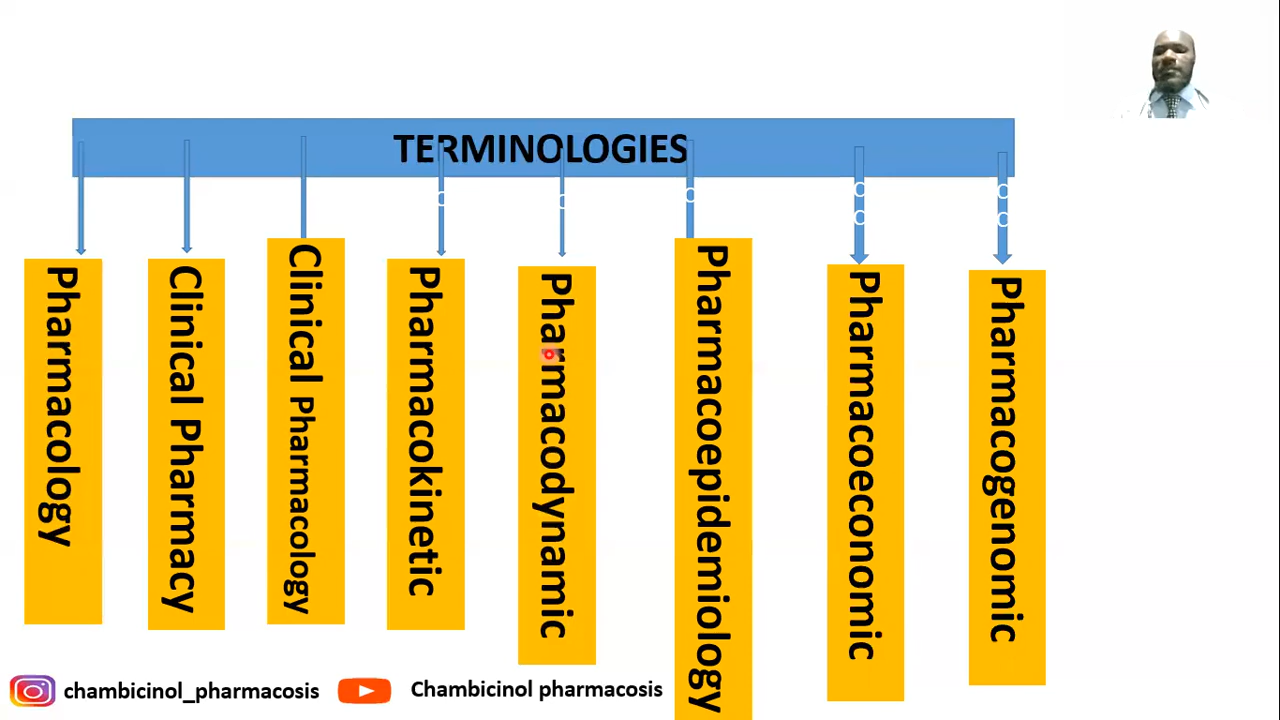 TERMINOLOGIES
Pharmacology
Clinical Pharmacy
Clinical Pharmacology
Pharmacokinetic
Pharmacodynamic
Pharmacoepidemiology
Pharmacoeconomic
Pharmacogenomic
chambicinol_pharmacosis
Chambicinol pharmacosis